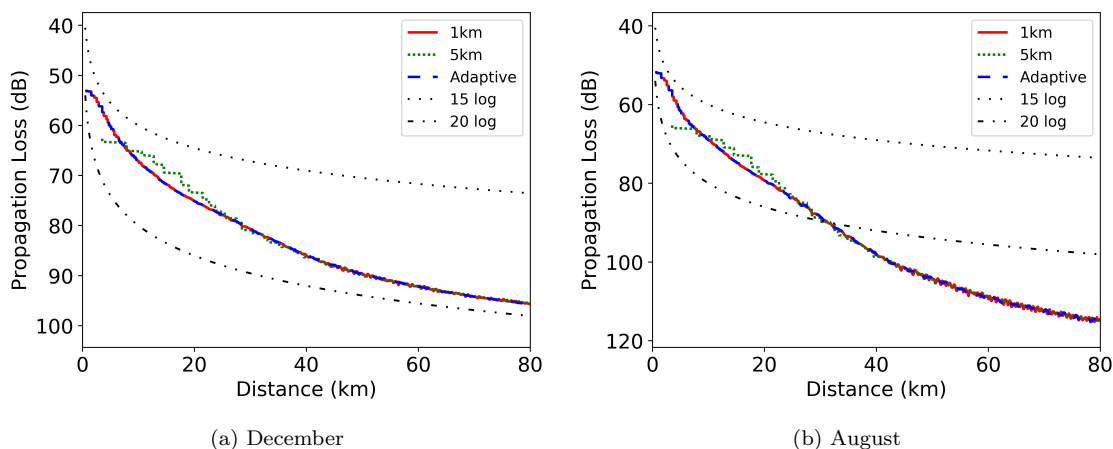 40
50
60
70
80
90
100
0
20
40
60
80
Propagation Loss (dB)
Distance (km)
1km
5km
Adaptive
15 log
20 log
(a) December
40
60
80
100
120
0
20
40
60
80
Propagation Loss (dB)
Distance (km)
1km
5km
Adaptive
15 log
20 log
(b) August